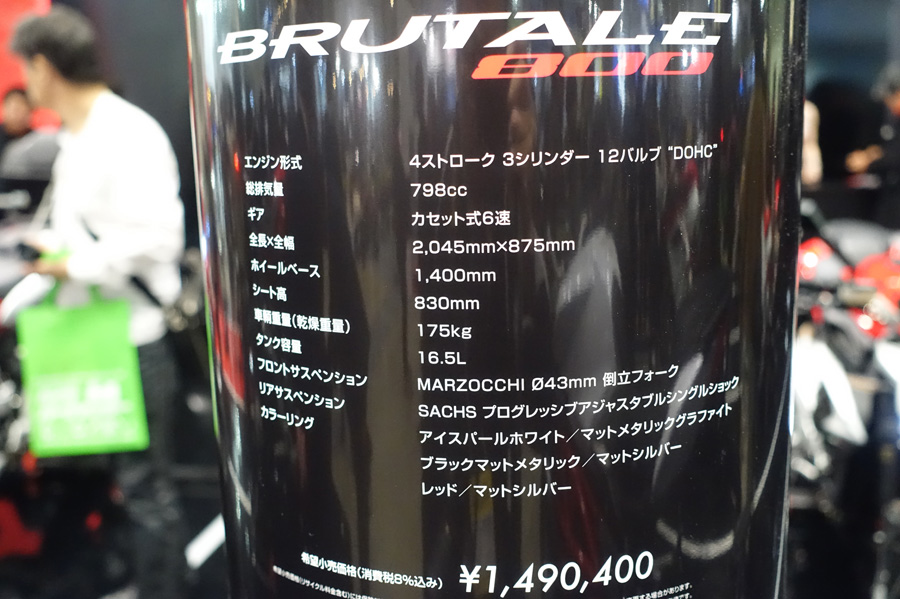 BRUTALE
800
エンジン形式 4ストローク 3シリンダー 12バルブ “DOHC”
総排気量 798cc
ギア カセット式6速
全長×全幅 2,045mm×875mm
ホイールベース 1,400mm
シート高 830mm
車輌重量(乾燥重量) 175kg
タンク容量 16.5L
フロントサスペンション MARZOCCHI Ø43mm 倒立フォーク
リアサスペンション SACHS プログレッシブアジャスタブルシングルショック
カラーリング アイスパールホワイト／マットメタリックグラファイト
ブラックマットメタリック／マットシルバー
レッド／マットシルバー
希望小売価格(消費税8%込み) ¥1,490,400